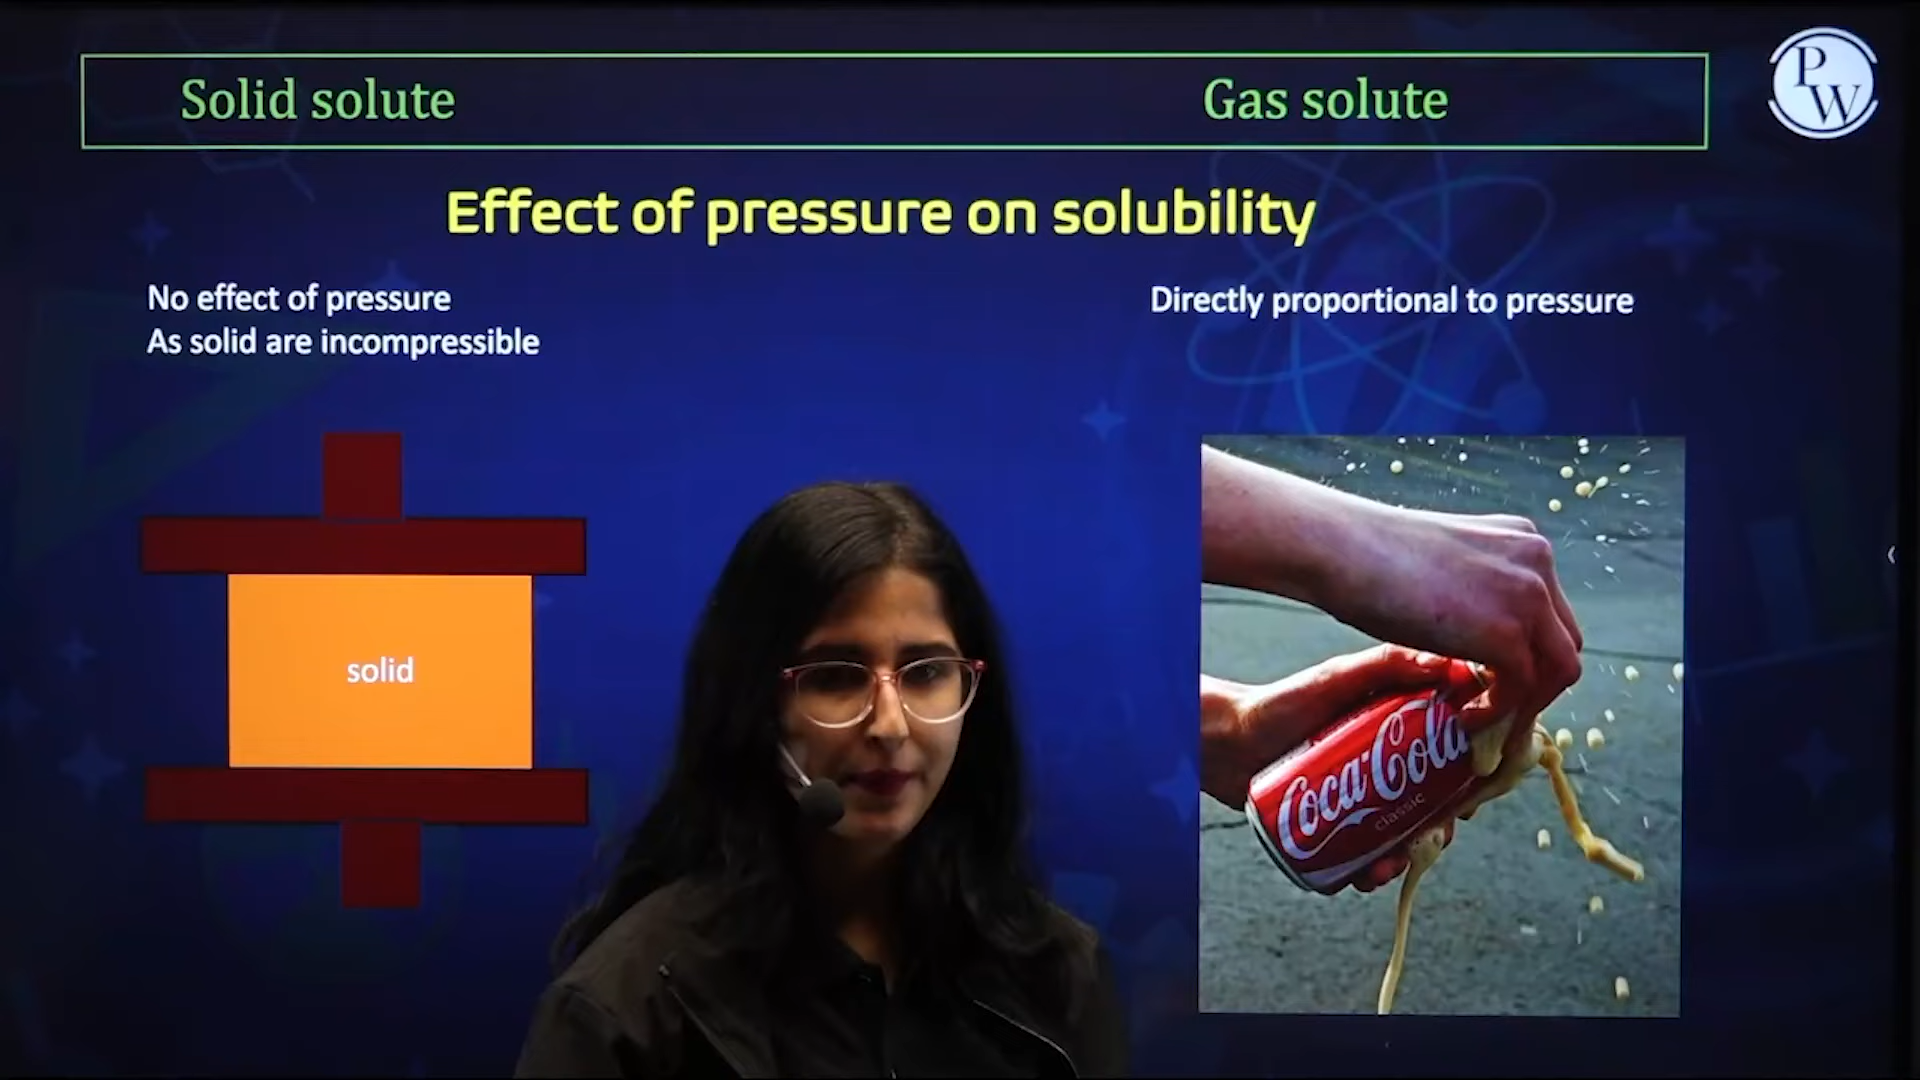 Solid solute
Gas solute
PW
Effect of pressure on solubility
No effect of pressure
As solid are incompressible
Directly proportional to pressure
solid
Coca-Cola
classic